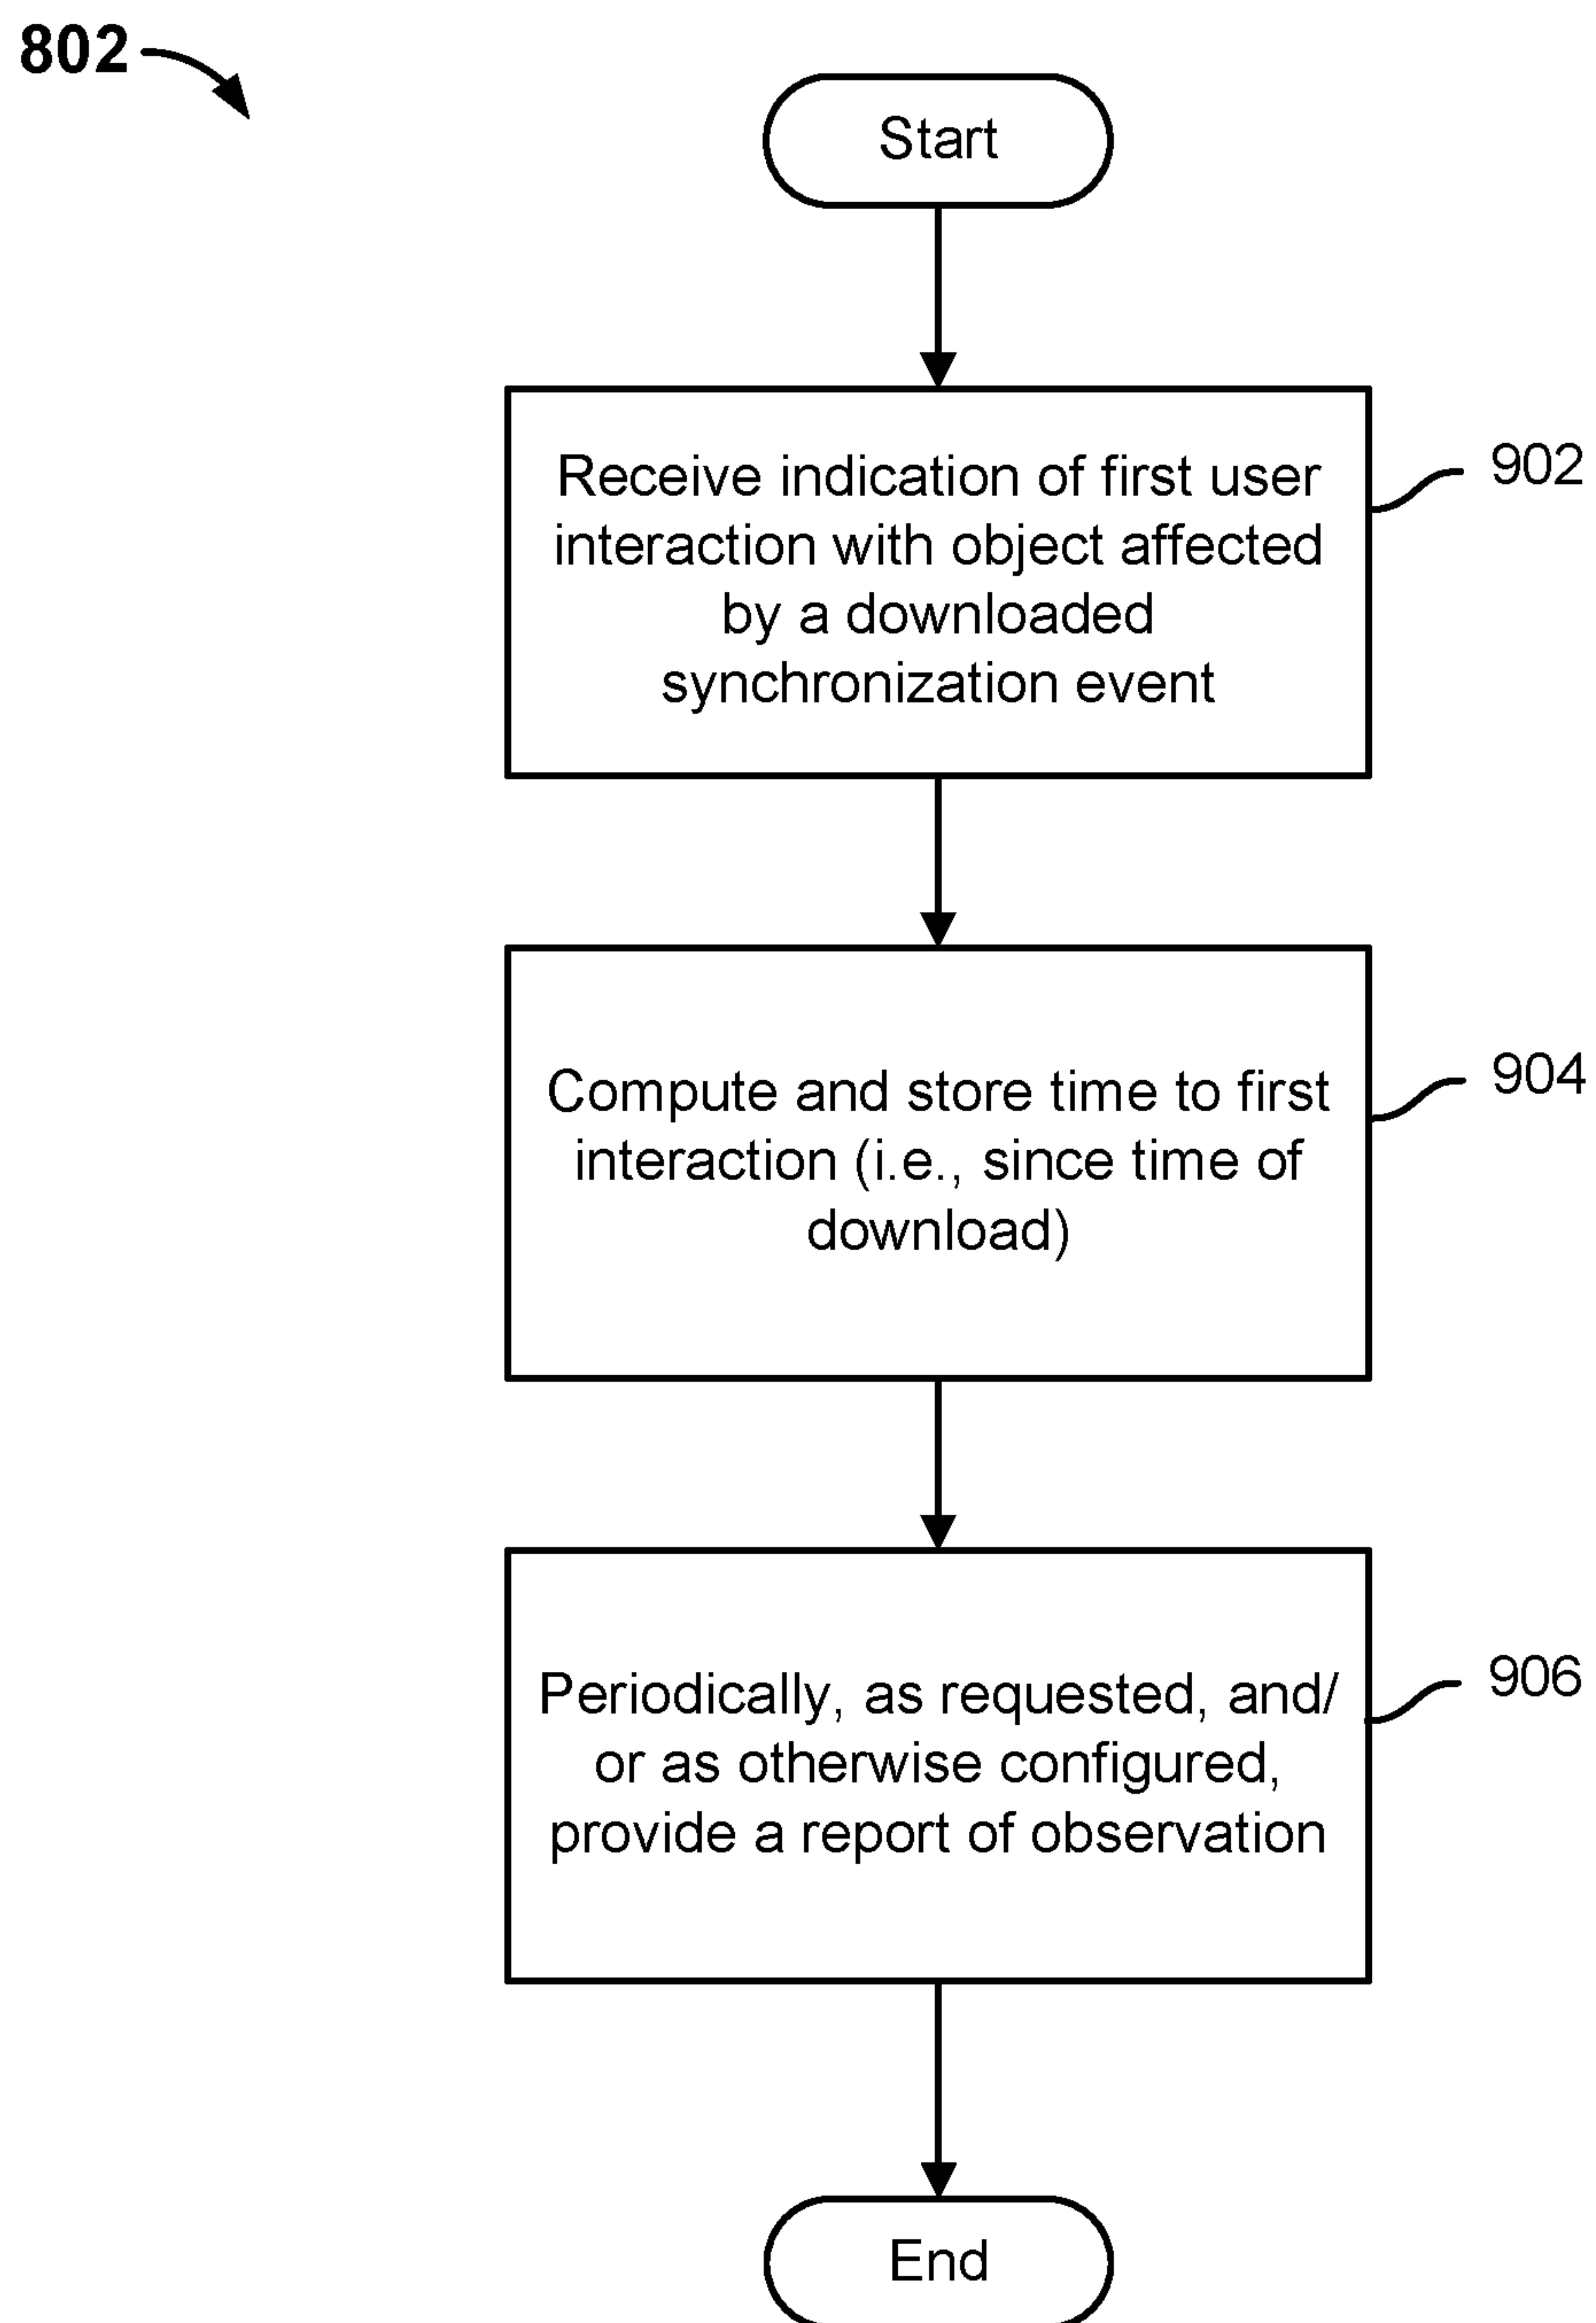 802
Start
Receive indication of first user
interaction with object affected
by a downloaded
synchronization event
902
Compute and store time to first
interaction (i.e., since time of
download)
904
Periodically, as requested, and/
or as otherwise configured,
provide a report of observation
906
End